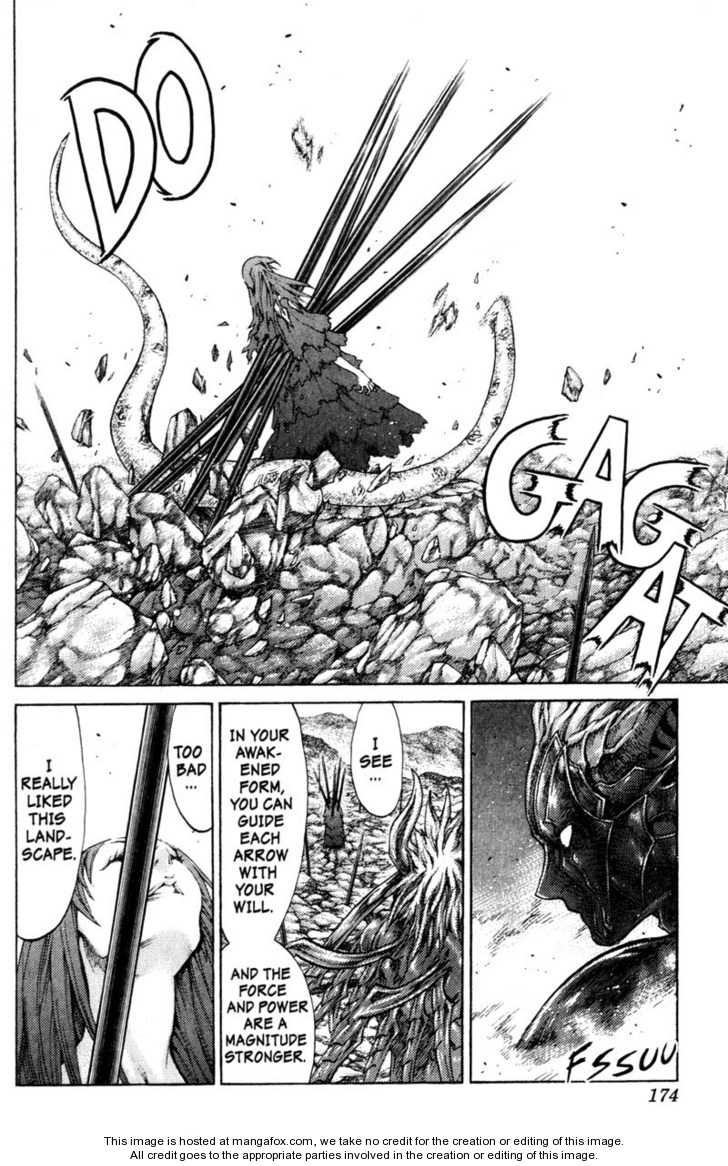 DO
GAGAT
FSSUU
I
SEE
...
IN YOUR
AWAK-
ENED
FORM,
YOU CAN
GUIDE
EACH
ARROW
WITH
YOUR
WILL.
AND THE
FORCE
AND POWER
ARE A
MAGNITUDE
STRONGER.
TOO
BAD
...
I
REALLY
LIKED
THIS
LAND-
SCAPE.
174
This image is hosted at mangafox.com, we take no credit for the creation or editing of this image.
All credit goes to the appropriate parties involved in the creation or editing of this image.